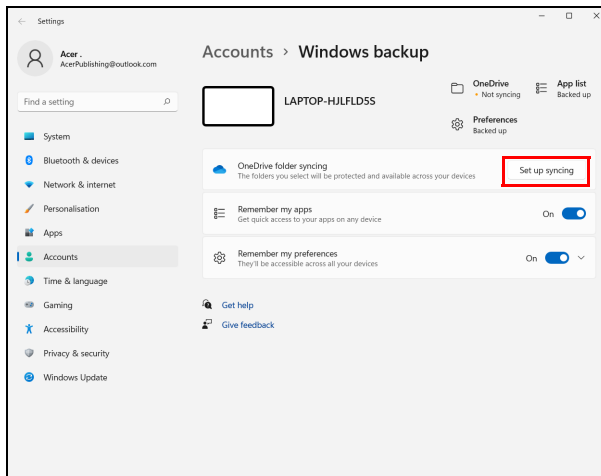 Settings
Acer .
AcerPublishing@outlook.com
Find a setting
System
Bluetooth & devices
Network & internet
Personalisation
Apps
Accounts
Time & language
Gaming
Accessibility
Privacy & security
Windows Update
Accounts > Windows backup
LAPTOP-HJLFLD5S
OneDrive
• Not syncing
App list
Backed up
Preferences
Backed up
OneDrive folder syncing
The folders you select will be protected and available across your devices
Set up syncing
Remember my apps
Get quick access to your apps on any device
On
Remember my preferences
They'll be accessible across all your devices
On
Get help
Give feedback